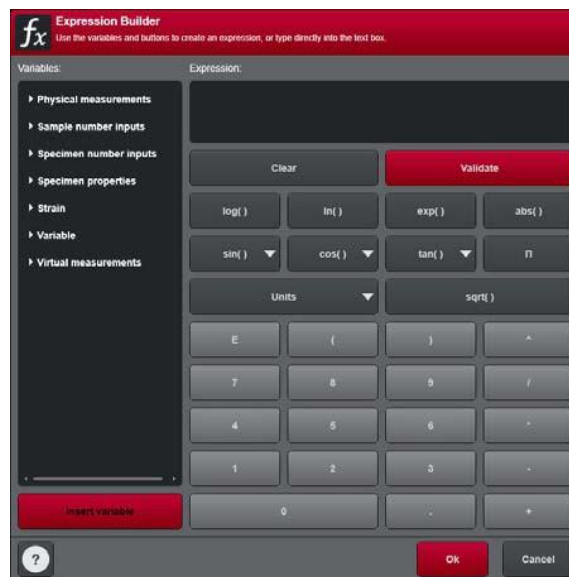 fx Expression Builder
Use the variables and buttons to create an expression, or type directly into the text box.
Variables: Expression:
Physical measurements
Sample number inputs
Specimen number inputs
Specimen properties
Strain
Variable
Virtual measurements
Clear Validate
log( ) ln( ) exp( ) abs( )
sin( ) cos( ) tan( ) Π
Units sqrt( )
E ( ) ^
7 8 9 /
4 5 6 *
1 2 3 -
Insert variable 0 . +
? Ok Cancel